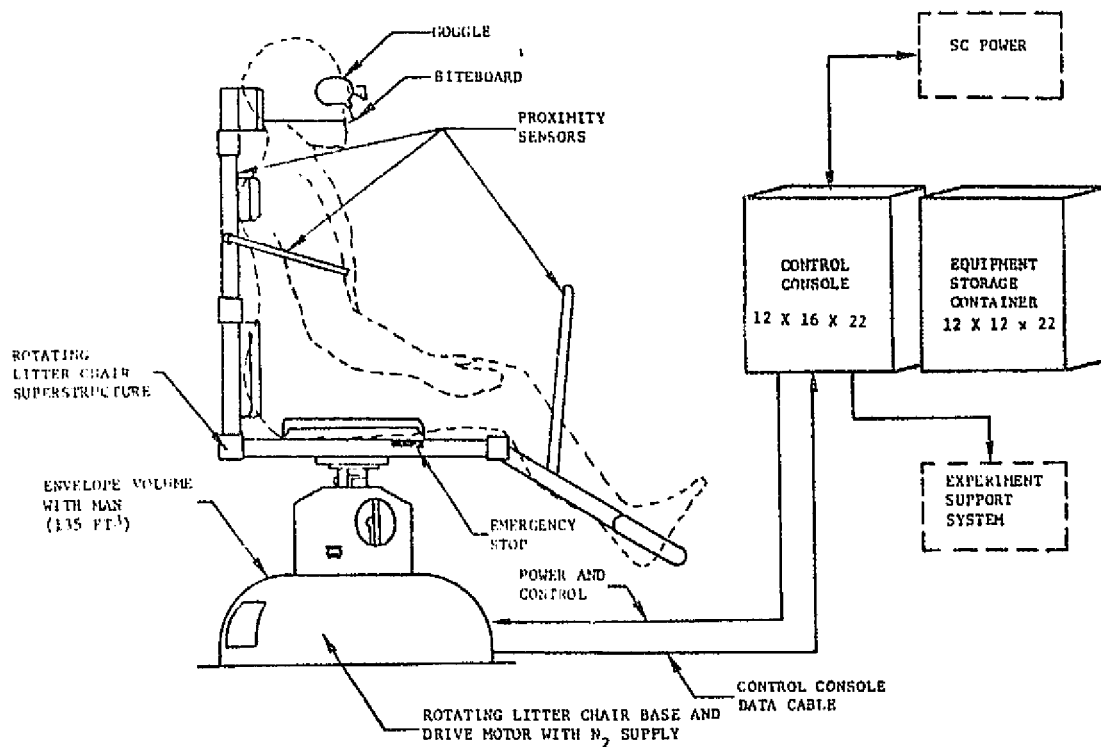 GOGGLE
BITEBOARD
PROXIMITY
SENSORS
SC POWER
CONTROL
CONSOLE
12 X 16 X 22
EQUIPMENT
STORAGE
CONTAINER
12 X 12 x 22
ROTATING
LITTER CHAIR
SUPERSTRUCTURE
ENVELOPE VOLUME
WITH MAN
(135 FT³)
EMERGENCY
STOP
EXPERIMENT
SUPPORT
SYSTEM
POWER AND
CONTROL
CONTROL CONSOLE
DATA CABLE
ROTATING LITTER CHAIR BASE AND
DRIVE MOTOR WITH N₂ SUPPLY